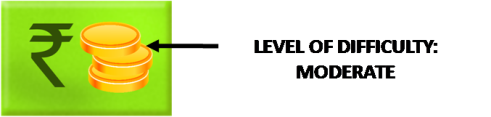 ₹
LEVEL OF DIFFICULTY:
MODERATE